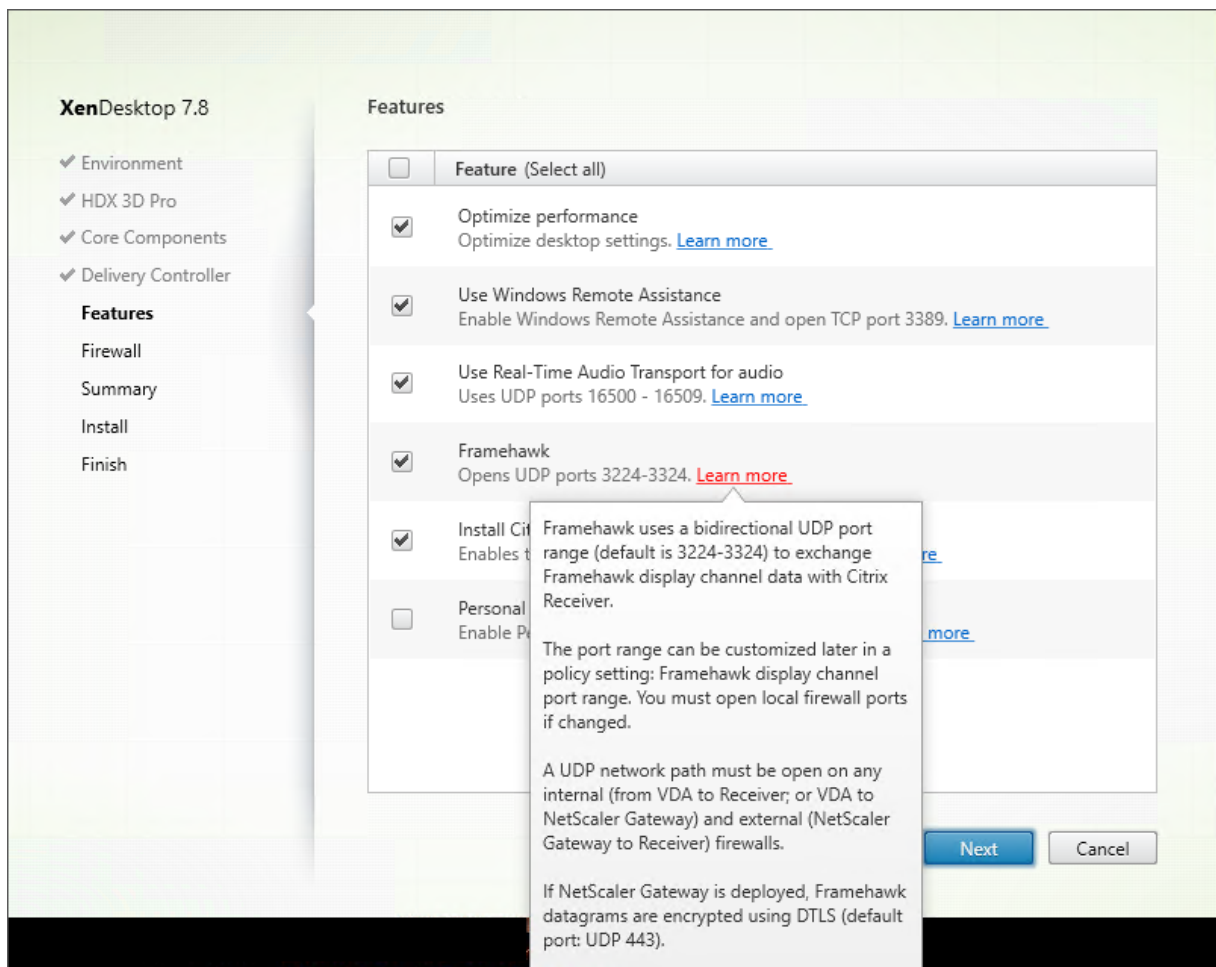 XenDesktop 7.8
Environment
HDX 3D Pro
Core Components
Delivery Controller
Features
Firewall
Summary
Install
Finish
Features
Feature (Select all)
Optimize performance
Optimize desktop settings. Learn more
Use Windows Remote Assistance
Enable Windows Remote Assistance and open TCP port 3389. Learn more
Use Real-Time Audio Transport for audio
Uses UDP ports 16500 - 16509. Learn more
Framehawk
Opens UDP ports 3224-3324. Learn more
Install
Enables
Personal
Enable more
Framehawk uses a bidirectional UDP port
range (default is 3224-3324) to exchange
Framehawk display channel data with Citrix
Receiver.
The port range can be customized later in a
policy setting: Framehawk display channel
port range. You must open local firewall ports
if changed.
A UDP network path must be open on any
internal (from VDA to Receiver; or VDA to
NetScaler Gateway) and external (NetScaler
Gateway to Receiver) firewalls.
If NetScaler Gateway is deployed, Framehawk
datagrams are encrypted using DTLS (default
port: UDP 443).
Next
Cancel